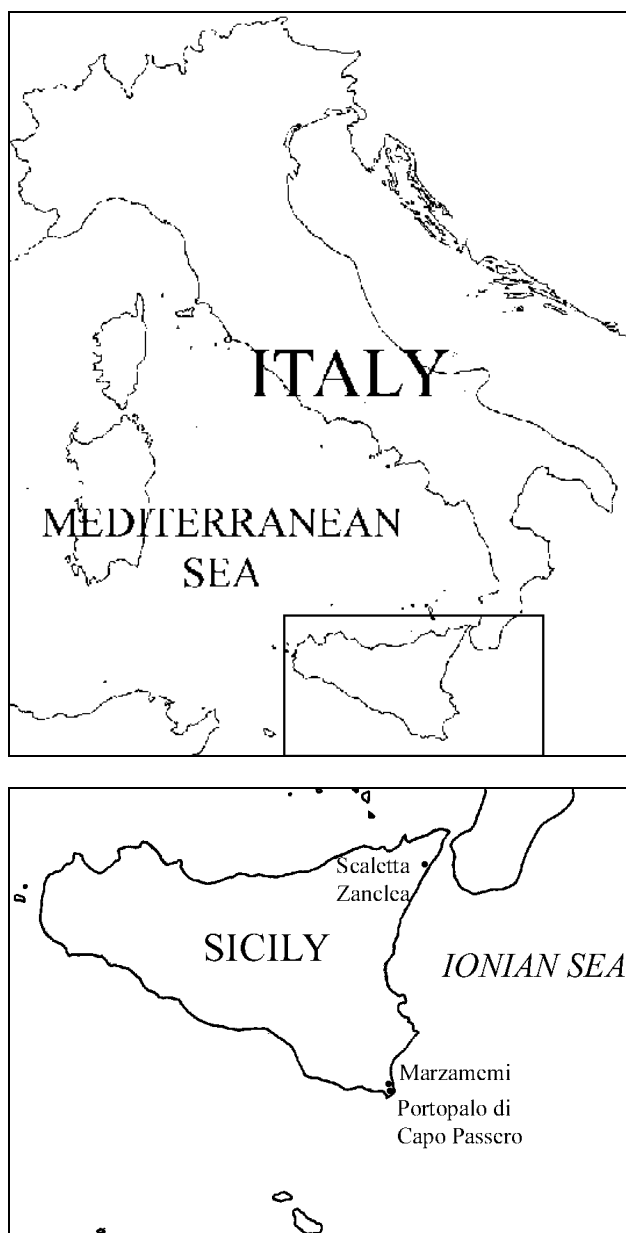 ITALY
MEDITERRANEAN
SEA
Scaletta
Zanclea
SICILY
IONIAN SEA
Marzamemi
Portopalo di
Capo Passero